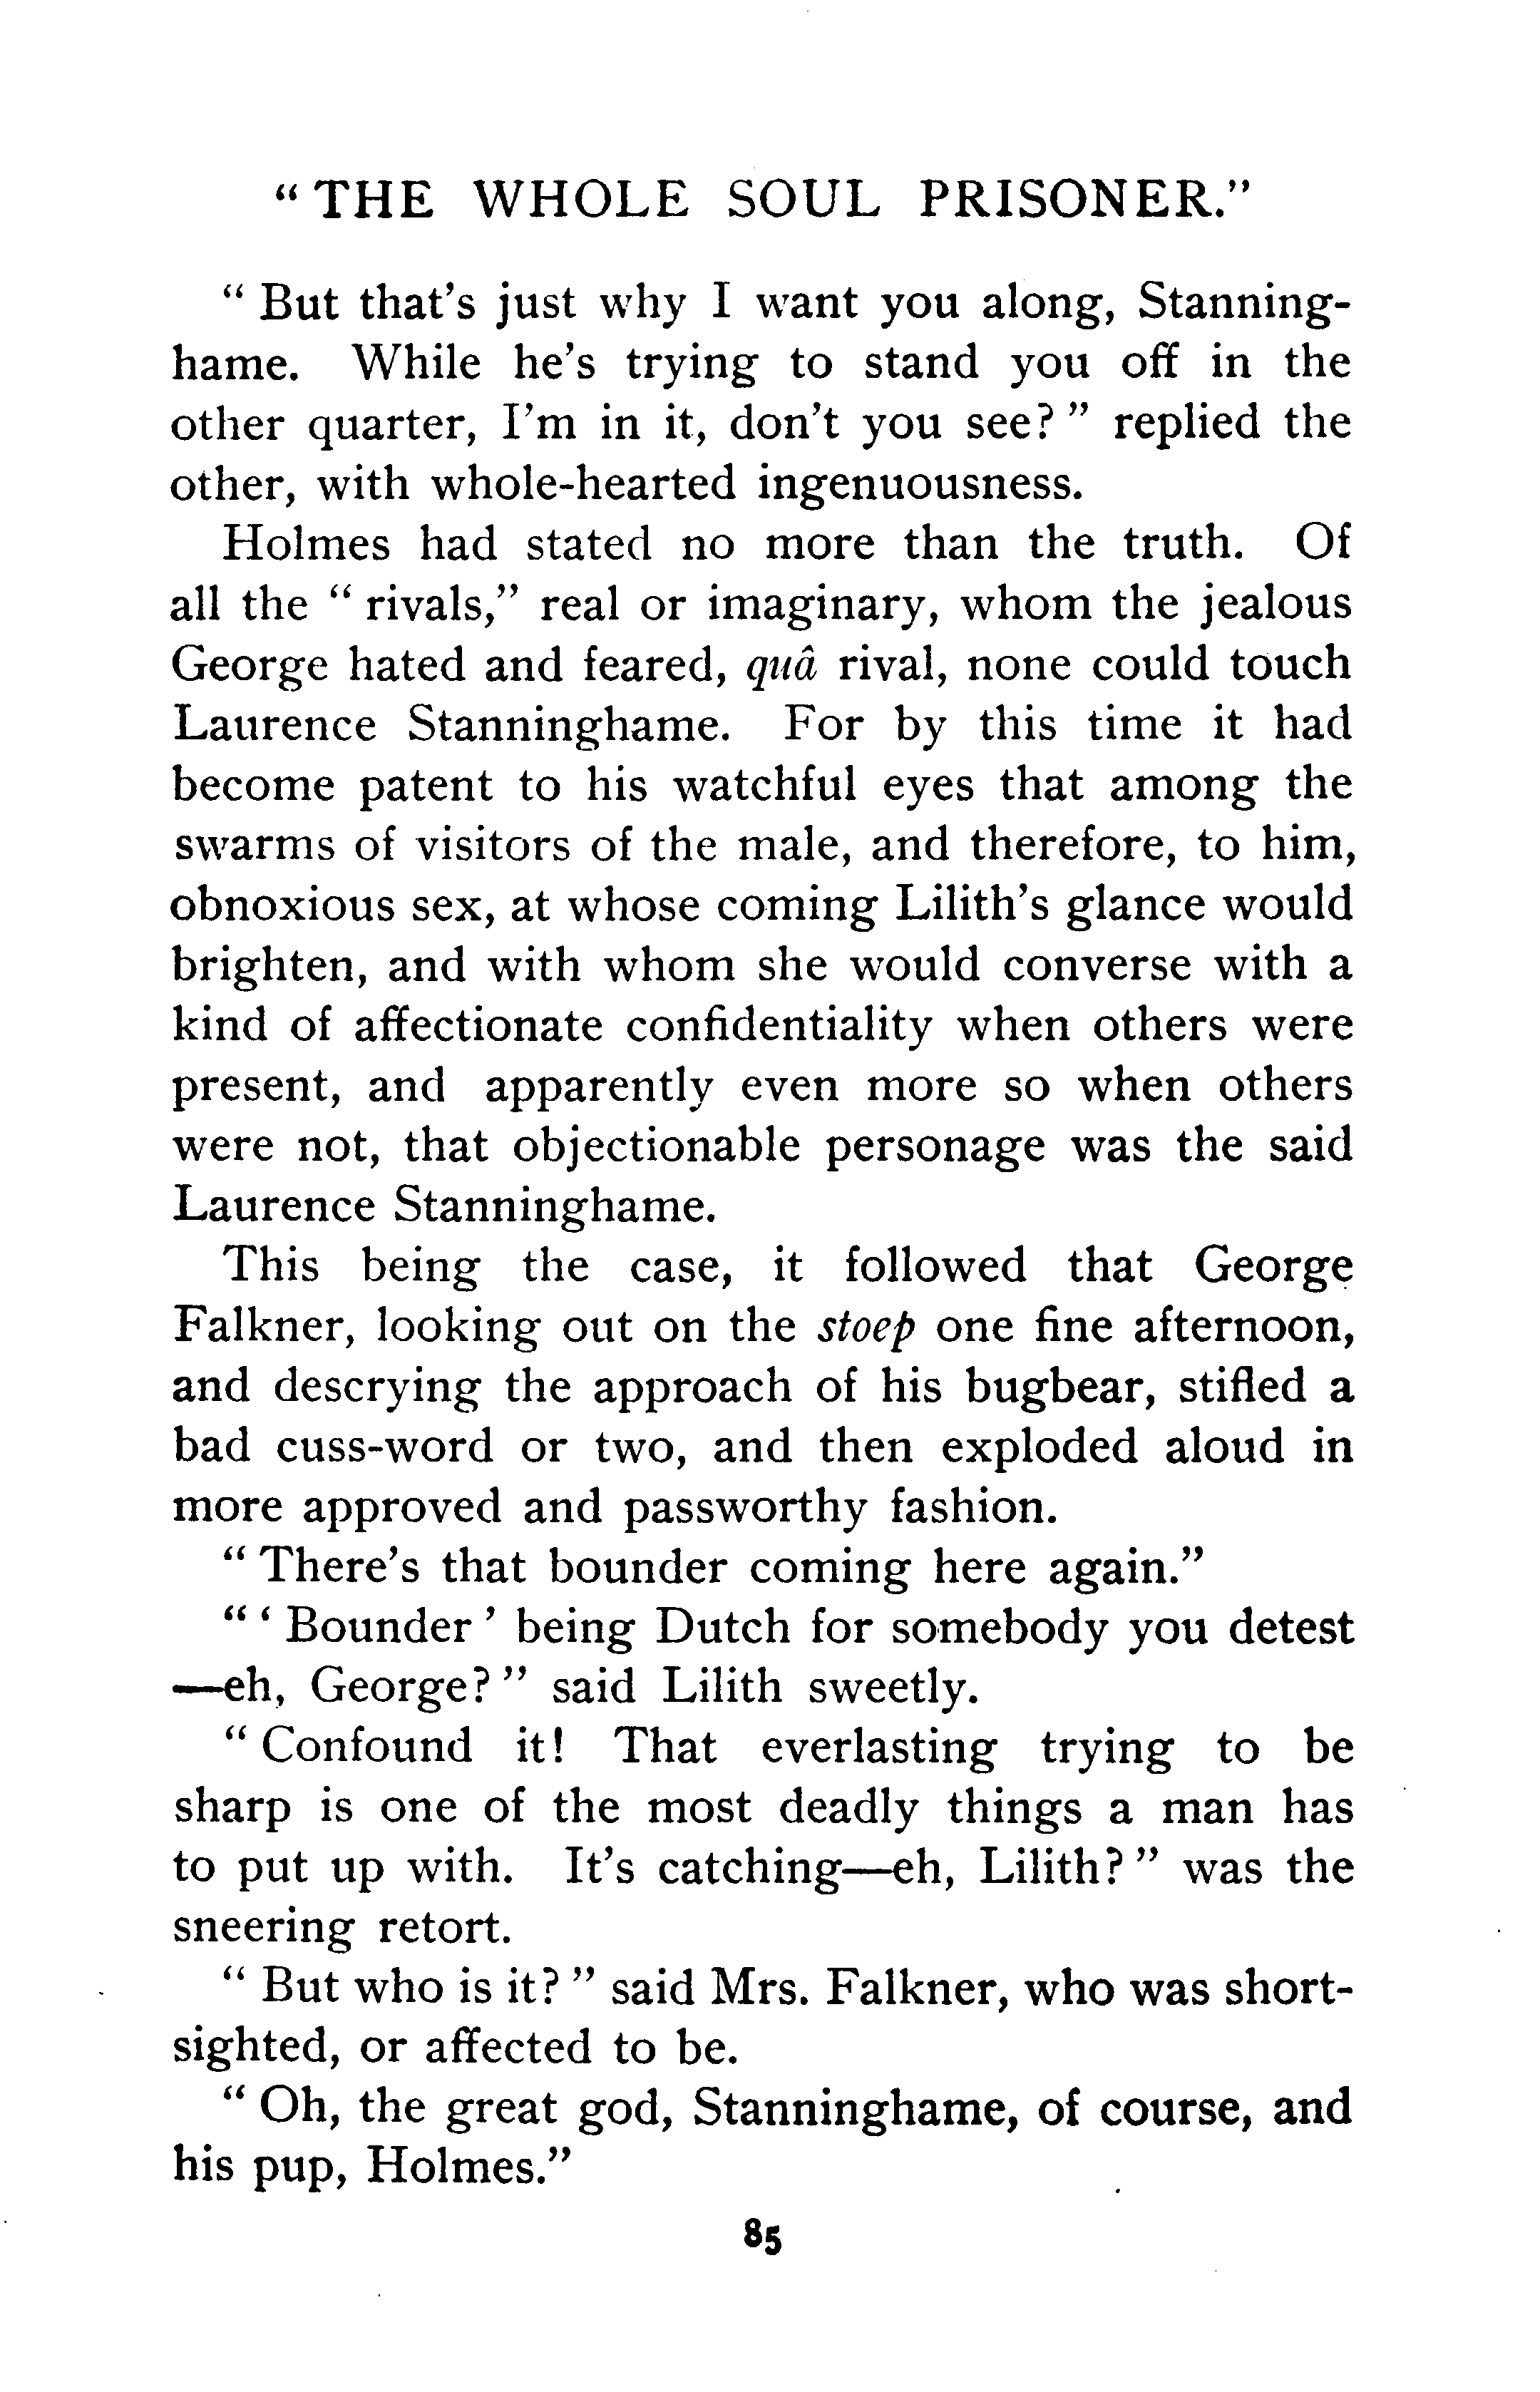 "THE WHOLE SOUL PRISONER."
"But that's just why I want you along, Stanning-
hame. While he's trying to stand you off in the
other quarter, I'm in it, don't you see?" replied the
other, with whole-hearted ingenuousness.
Holmes had stated no more than the truth. Of
all the "rivals," real or imaginary, whom the jealous
George hated and feared, quâ rival, none could touch
Laurence Stanninghame. For by this time it had
become patent to his watchful eyes that among the
swarms of visitors of the male, and therefore, to him,
obnoxious sex, at whose coming Lilith's glance would
brighten, and with whom she would converse with a
kind of affectionate confidentiality when others were
present, and apparently even more so when others
were not, that objectionable personage was the said
Laurence Stanninghame.
This being the case, it followed that George
Falkner, looking out on the stoep one fine afternoon,
and descrying the approach of his bugbear, stifled a
bad cuss-word or two, and then exploded aloud in
more approved and passworthy fashion.
"There's that bounder coming here again."
"'Bounder' being Dutch for somebody you detest
—eh, George?" said Lilith sweetly.
"Confound it! That everlasting trying to be
sharp is one of the most deadly things a man has
to put up with. It's catching—eh, Lilith?" was the
sneering retort.
"But who is it?" said Mrs. Falkner, who was short-
sighted, or affected to be.
"Oh, the great god, Stanninghame, of course, and
his pup, Holmes."
85